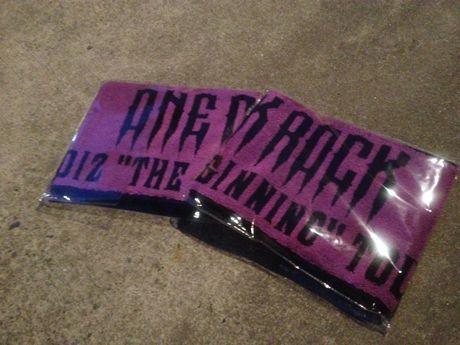 ONE OK ROCK
012 "THE GINNING" TOU